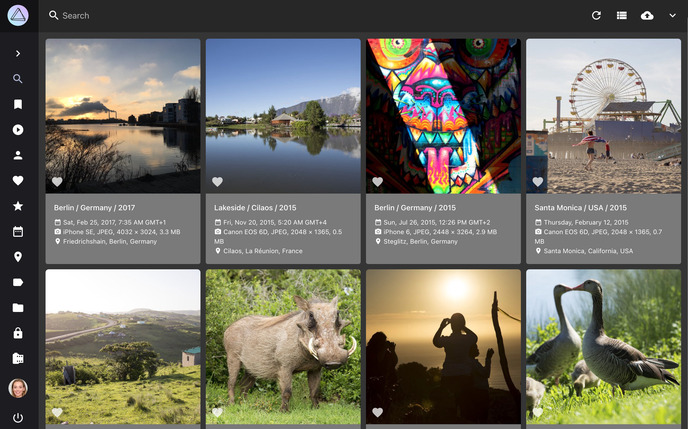 Search
Berlin / Germany / 2017
Sat, Feb 25, 2017, 7:35 AM GMT+1
iPhone SE, JPEG, 4032 × 3024, 3.3 MB
Friedrichshain, Berlin, Germany
Lakeside / Cilaos / 2015
Fri, Nov 20, 2015, 5:20 AM GMT+4
Canon EOS 6D, JPEG, 2048 × 1365, 0.5
MB
Cilaos, La Réunion, France
Berlin / Germany / 2015
Sun, Jul 26, 2015, 12:26 PM GMT+2
iPhone 6, JPEG, 2448 × 3264, 2.9 MB
Steglitz, Berlin, Germany
Santa Monica / USA / 2015
Thursday, February 12, 2015
Canon EOS 6D, JPEG, 2048 × 1365, 0.7
MB
Santa Monica, California, USA